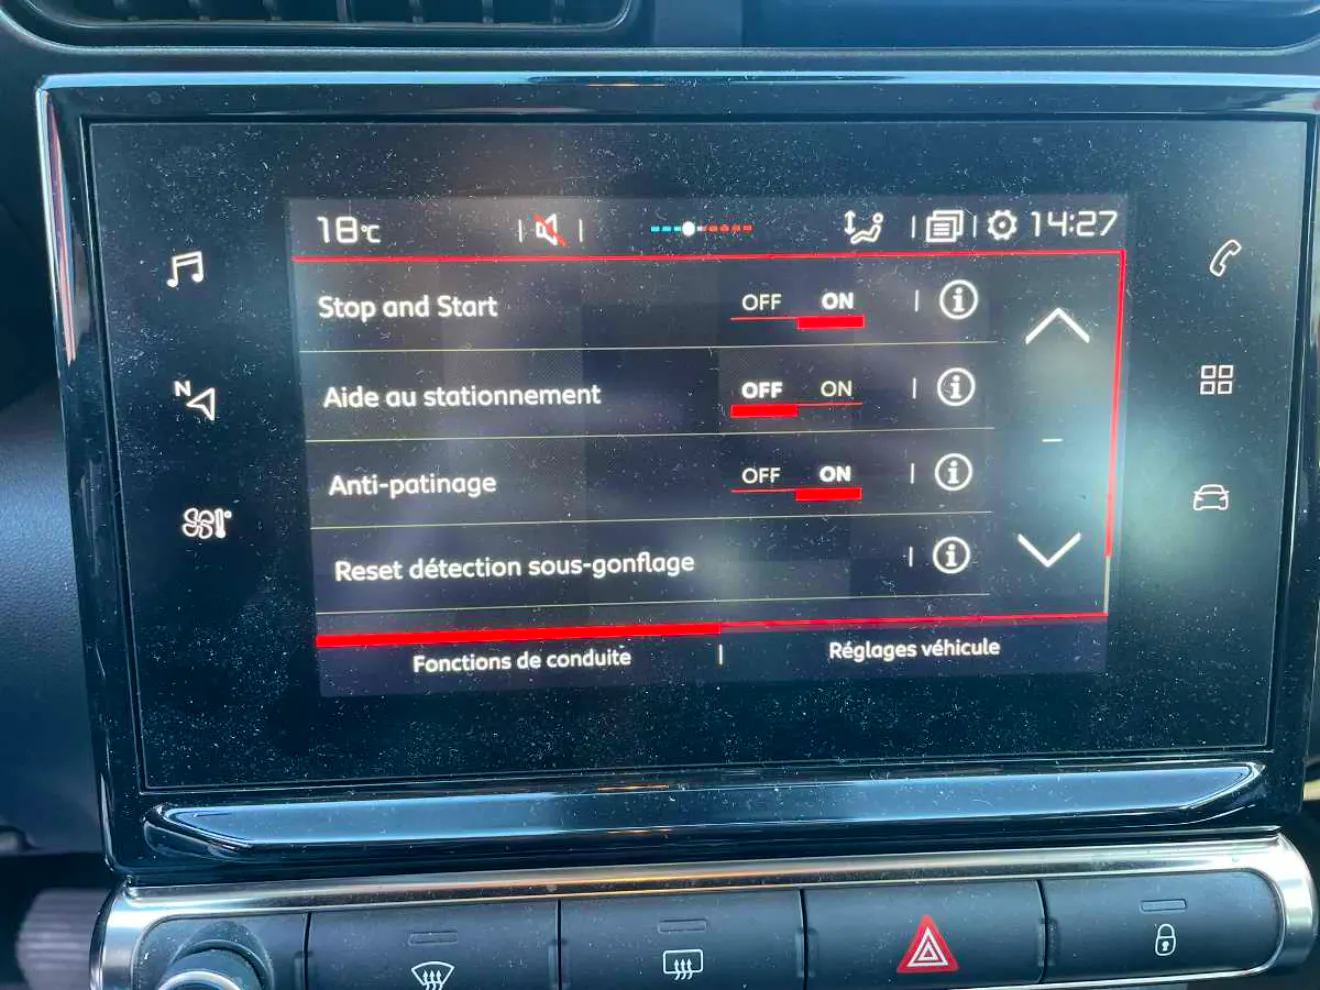 18°C
14:27
Stop and Start OFF ON
Aide au stationnement OFF ON
Anti-patinage OFF ON
Reset détection sous-gonflage
Fonctions de conduite
Réglages véhicule
N